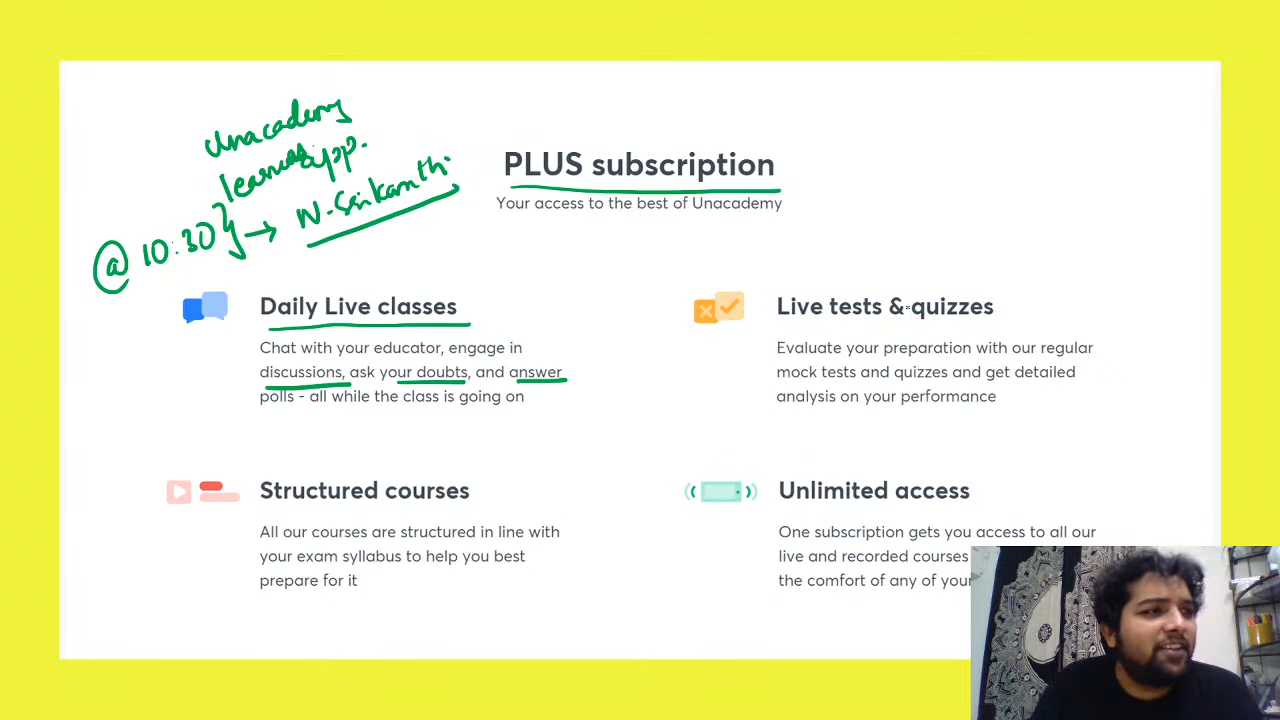 Unacademy
learners app.
@ 10:30 } → N-Srikanth.
PLUS subscription
Your access to the best of Unacademy
Daily Live classes
Chat with your educator, engage in
discussions, ask your doubts, and answer
polls - all while the class is going on
Live tests & quizzes
Evaluate your preparation with our regular
mock tests and quizzes and get detailed
analysis on your performance
Structured courses
All our courses are structured in line with
your exam syllabus to help you best
prepare for it
Unlimited access
One subscription gets you access to all our
live and recorded courses
the comfort of any of your